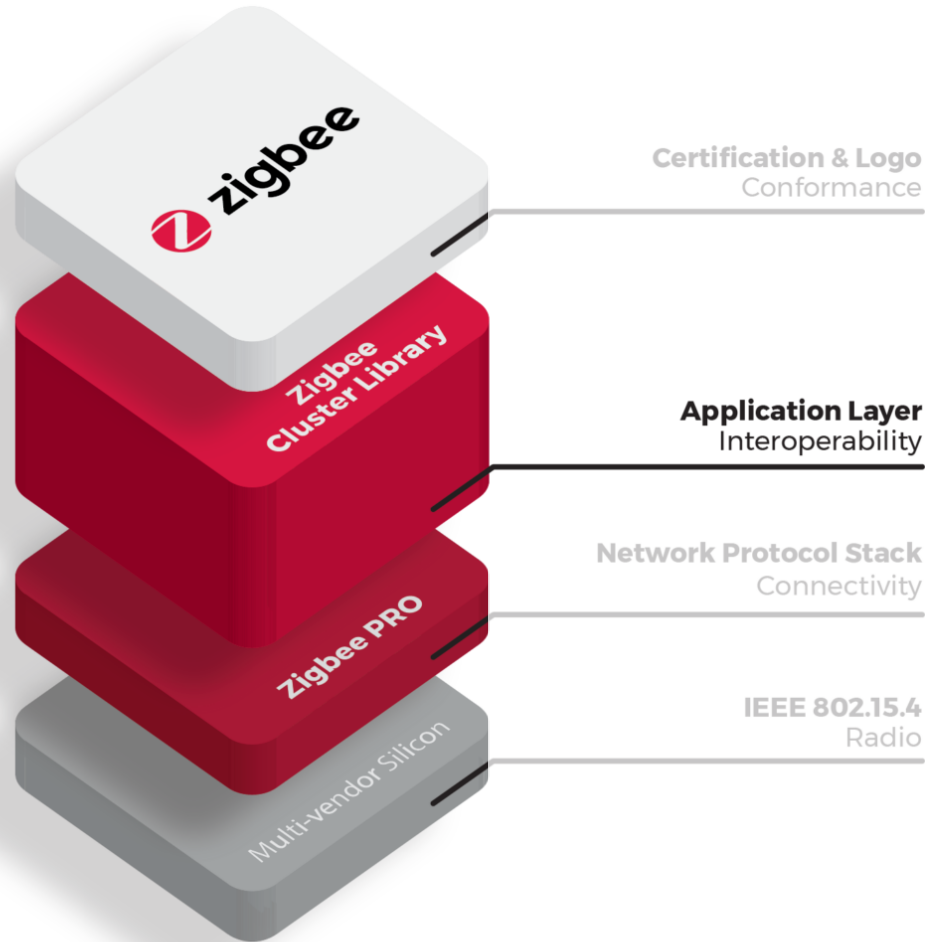 zigbee
Certification & Logo
Conformance
Zigbee
Cluster Library
Application Layer
Interoperability
Network Protocol Stack
Connectivity
Zigbee PRO
IEEE 802.15.4
Radio
Multi-vendor Silicon